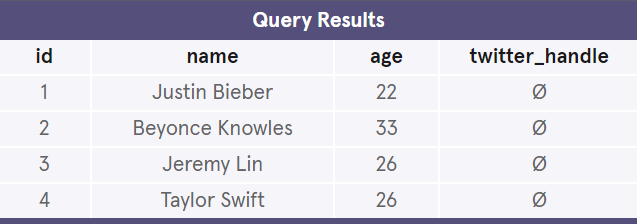 Query Results
id name age twitter_handle
1 Justin Bieber 22 Ø
2 Beyonce Knowles 33 Ø
3 Jeremy Lin 26 Ø
4 Taylor Swift 26 Ø